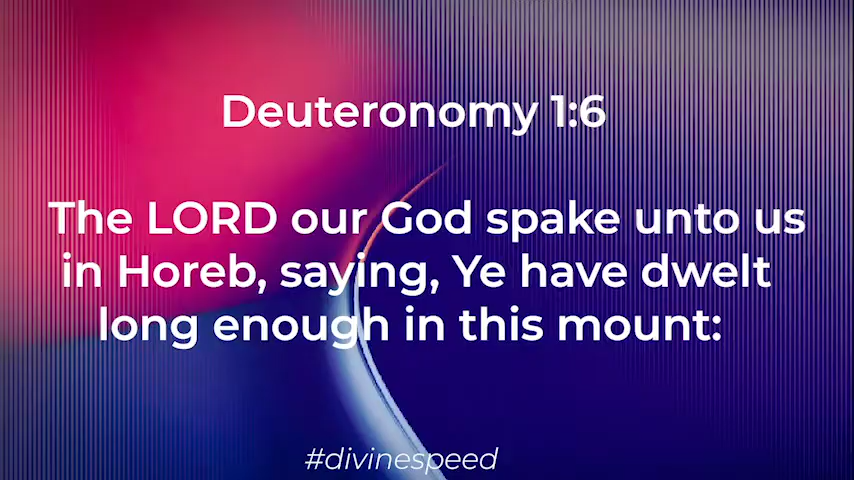 Deuteronomy 1:6
The LORD our God spake unto us
in Horeb, saying, Ye have dwelt
long enough in this mount:
#divinespeed